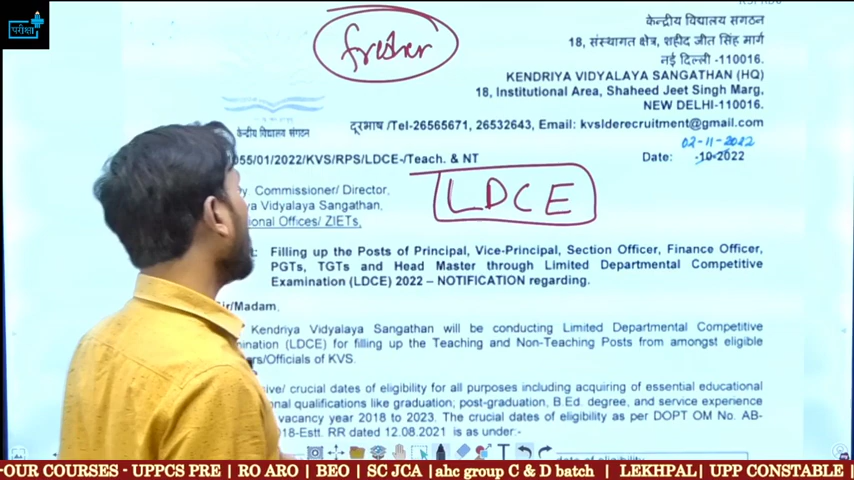 परीक्षा
fresher
केन्द्रीय विद्यालय संगठन
18, संस्थागत क्षेत्र, शहीद जीत सिंह मार्ग
नई दिल्ली -110016.
KENDRIYA VIDYALAYA SANGATHAN (HQ)
18, Institutional Area, Shaheed Jeet Singh Marg,
NEW DELHI-110016.
केन्द्रीय विद्यालय संगठन
दूरभाष /Tel-26565671, 26532643, Email: kvslderecruitment@gmail.com
02-11-2022
055/01/2022/KVS/RPS/LDCE-/Teach. & NT
Date: -10-2022
LDCE
Commissioner/ Director,
Vidyalaya Sangathan,
Offices/ ZIETs,
Filling up the Posts of Principal, Vice-Principal, Section Officer, Finance Officer,
PGTs, TGTs and Head Master through Limited Departmental Competitive
Examination (LDCE) 2022 – NOTIFICATION regarding.
Sir/Madam,
Kendriya Vidyalaya Sangathan will be conducting Limited Departmental Competitive
(LDCE) for filling up the Teaching and Non-Teaching Posts from amongst eligible
/Officials of KVS.
/ crucial dates of eligibility for all purposes including acquiring of essential educational
qualifications like graduation, post-graduation, B.Ed. degree, and service experience
vacancy year 2018 to 2023. The crucial dates of eligibility as per DOPT OM No. AB-
-Estt. RR dated 12.08.2021 is as under:-
-OUR COURSES - UPPCS PRE | RO ARO | BEO | SC JCA |ahc group C & D batch | LEKHPAL| UPP CONSTABLE |